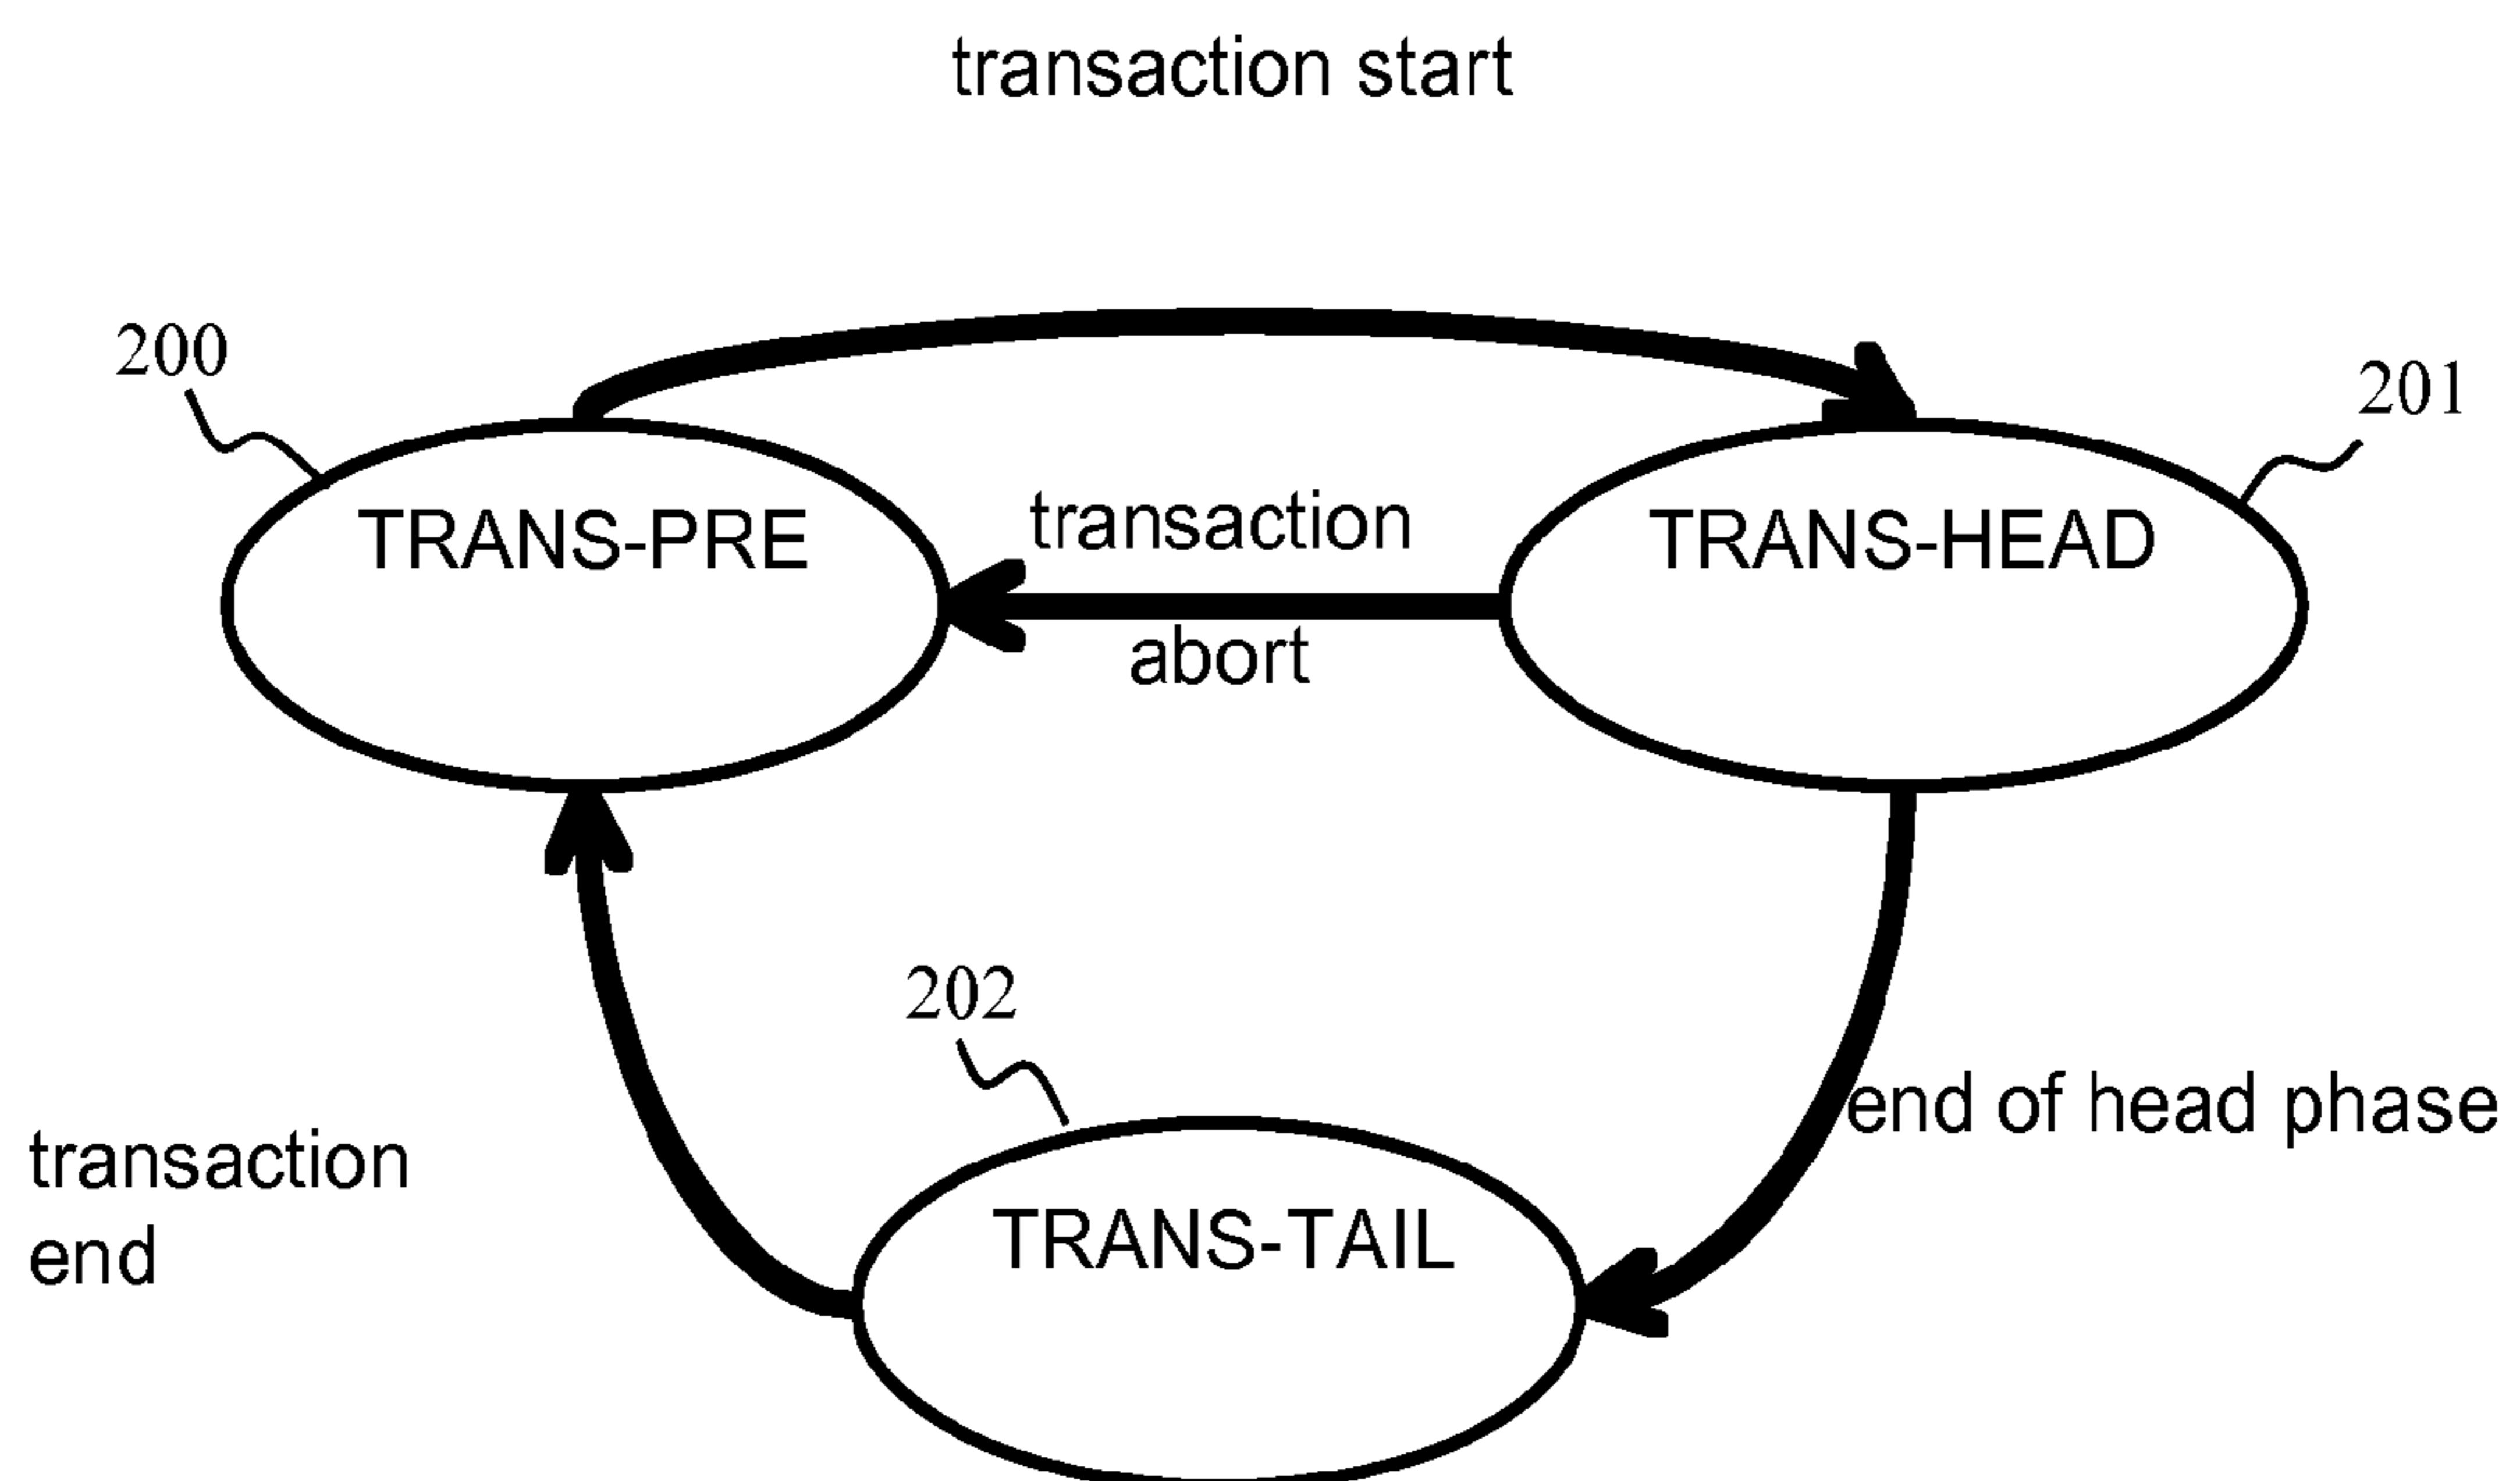 transaction start
200
201
TRANS-PRE
transaction
abort
TRANS-HEAD
202
end of head phase
transaction
end
TRANS-TAIL